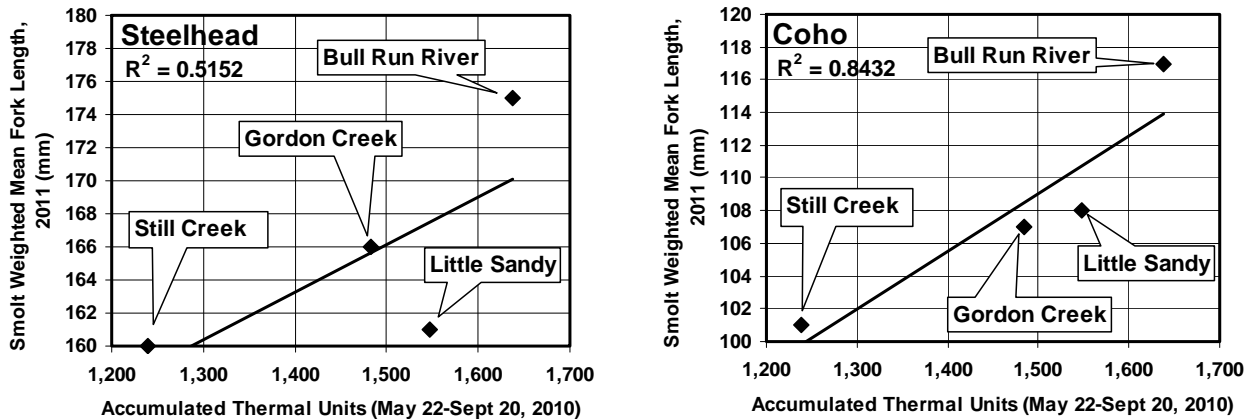 Steelhead
R² = 0.5152
Bull Run River
Gordon Creek
Still Creek
Little Sandy
180
178
176
174
172
170
168
166
164
162
160
1,200 1,300 1,400 1,500 1,600 1,700
Smolt Weighted Mean Fork Length,
2011 (mm)
Accumulated Thermal Units (May 22-Sept 20, 2010)
Coho
R² = 0.8432
Bull Run River
Still Creek
Little Sandy
Gordon Creek
120
118
116
114
112
110
108
106
104
102
100
1,200 1,300 1,400 1,500 1,600 1,700
Smolt Weighted Mean Fork Length,
2011 (mm)
Accumulated Thermal Units (May 22-Sept 20, 2010)